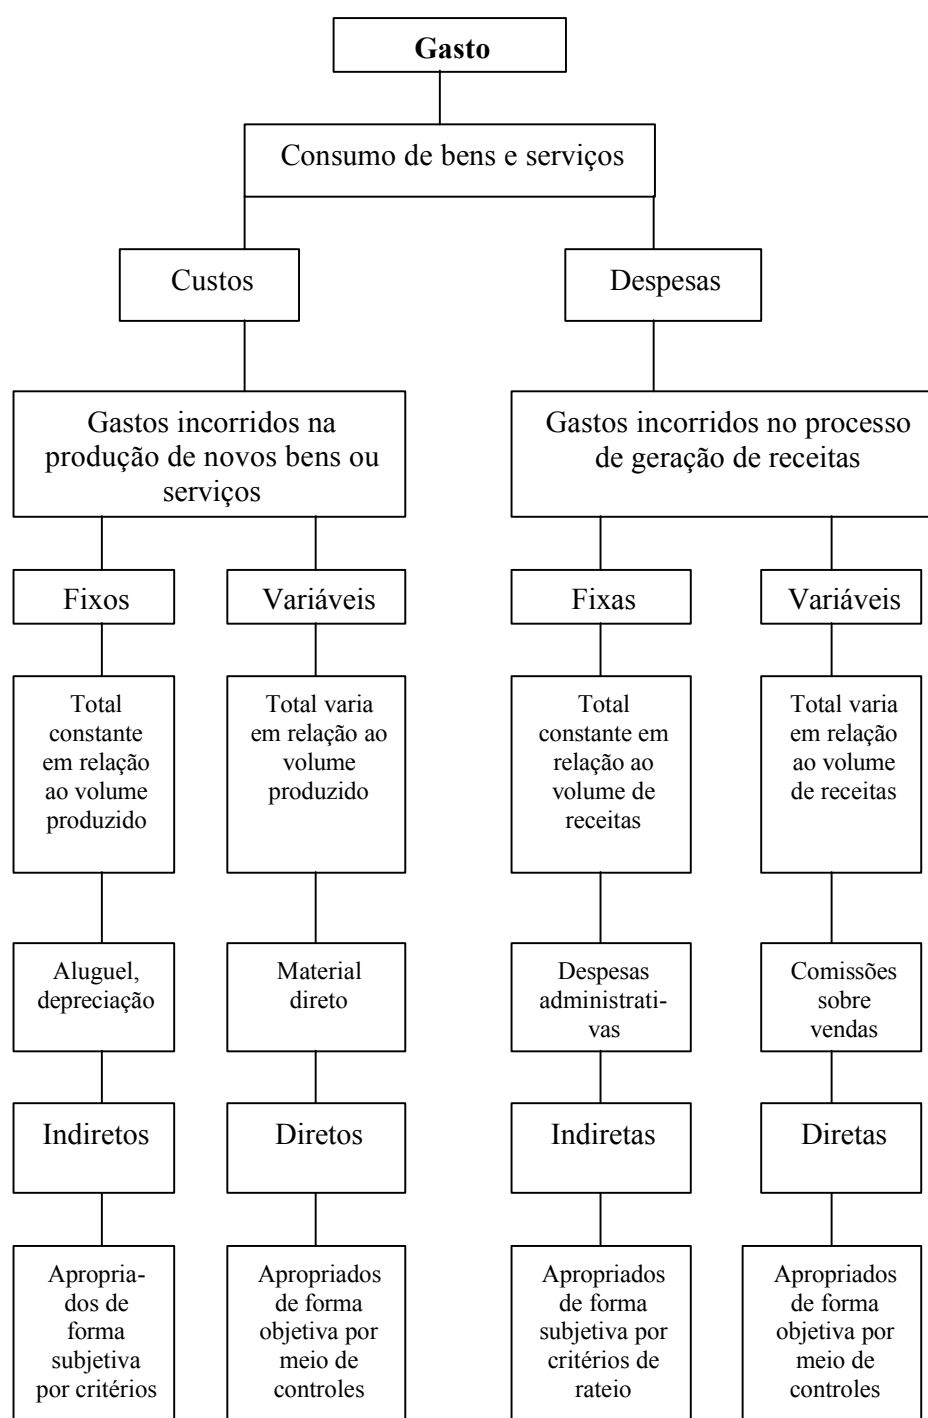 Gasto
Consumo de bens e serviços
Custos
Despesas
Gastos incorridos na
produção de novos bens ou
serviços
Gastos incorridos no processo
de geração de receitas
Fixos
Variáveis
Fixas
Variáveis
Total
constante
em relação
ao volume
produzido
Total varia
em relação ao
volume
produzido
Total
constante em
relação ao
volume de
receitas
Total varia
em relação
ao volume
de receitas
Aluguel,
depreciação
Material
direto
Despesas
administrati-
vas
Comissões
sobre
vendas
Indiretos
Diretos
Indiretas
Diretas
Apropria-
dos de
forma
subjetiva
por critérios
Apropriados
de forma
objetiva por
meio de
controles
Apropriados
de forma
subjetiva por
critérios de
rateio
Apropriados
de forma
objetiva por
meio de
controles